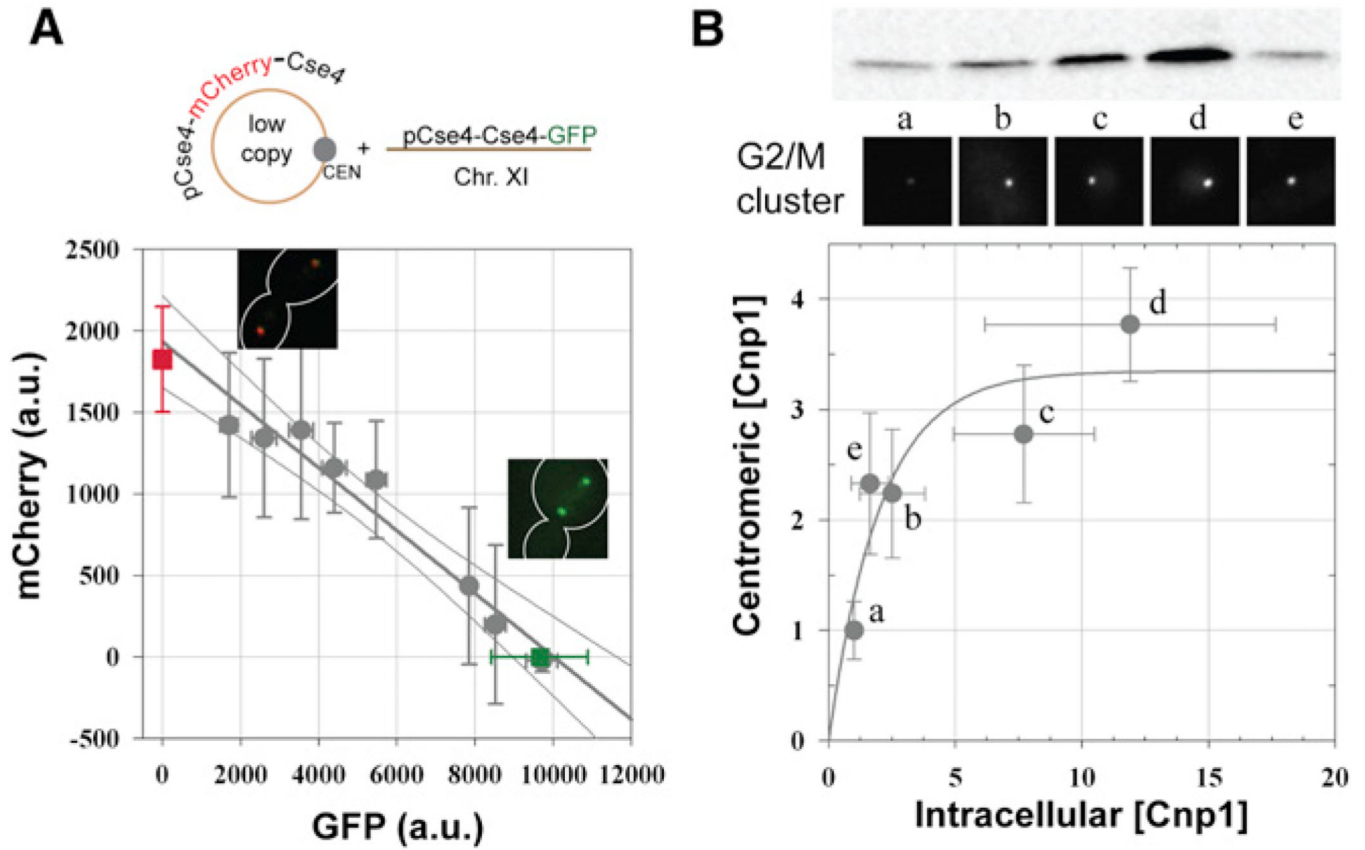 A
pCse4-mCherry-Cse4
low
copy
CEN
+
pCse4-Cse4-GFP
Chr. XI
2500
2000
1500
1000
500
0
-500
mCherry (a.u.)
0 2000 4000 6000 8000 10000 12000
GFP (a.u.)
B
a b c d e
G2/M
cluster
4
3
2
1
0
Centromeric [Cnp1]
d
c
e
b
a
0 5 10 15 20
Intracellular [Cnp1]